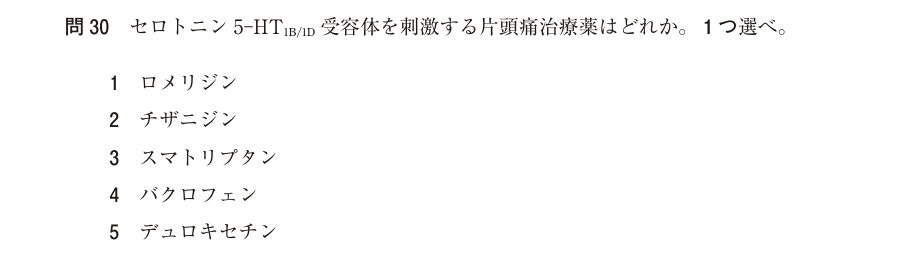 問30 セロトニン 5-HT1B/1D 受容体を刺激する片頭痛治療薬はどれか。1つ選べ。
1 ロメリジン
2 チザニジン
3 スマトリプタン
4 バクロフェン
5 デュロキセチン